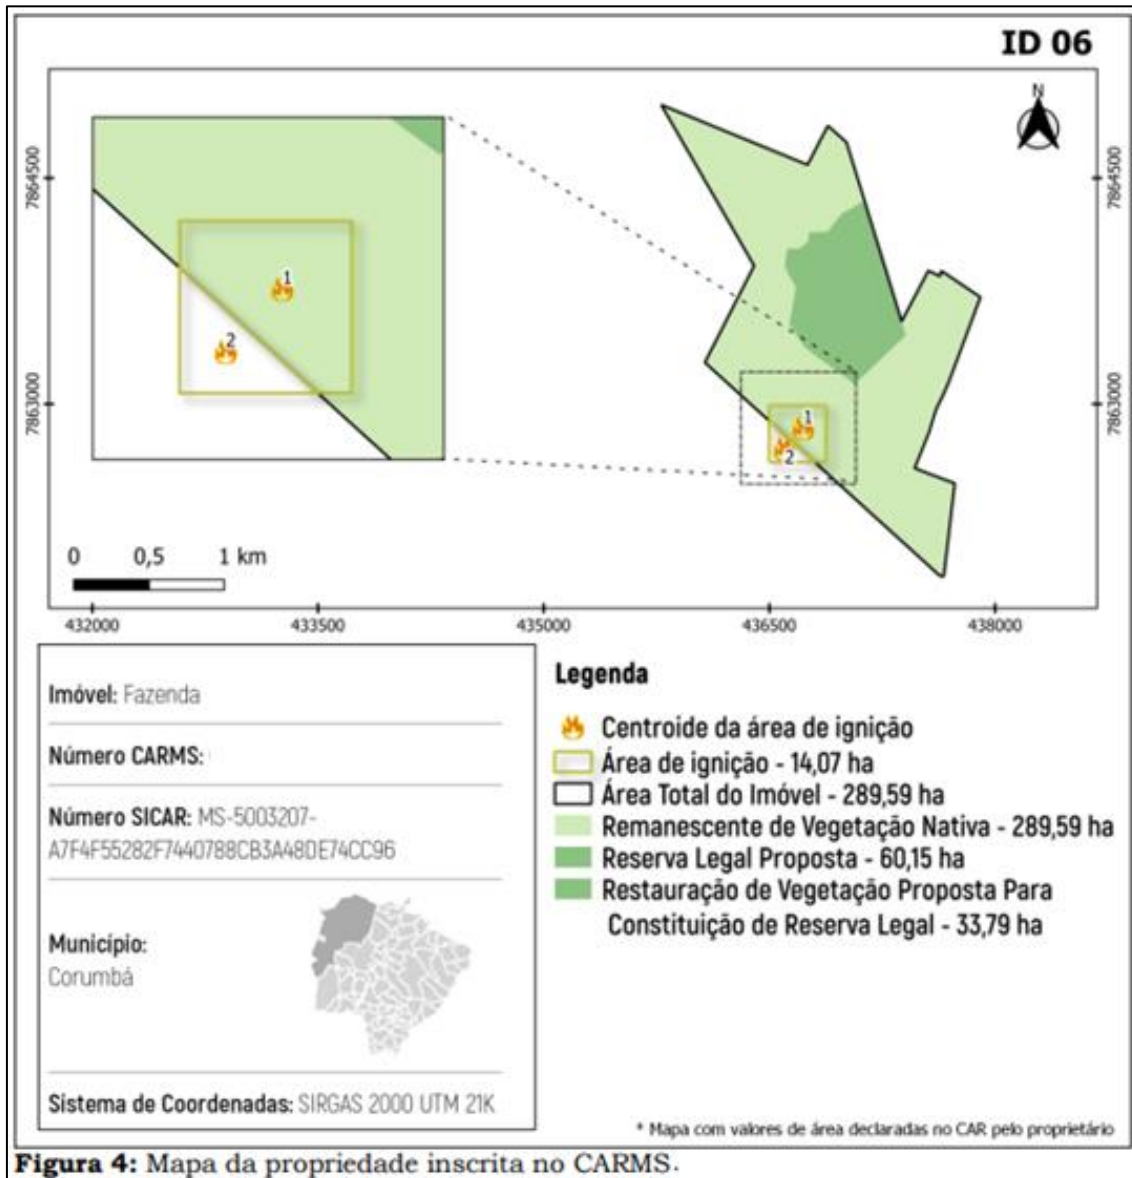 ID 06
N
7864500
7864500
7863000
7863000
1
2
1
2
0 0,5 1 km
432000 433500 435000 436500 438000
Imóvel: Fazenda
Número CARMS:
Número SICAR: MS-5003207-
A7F4F55282F7440788CB3A48DE74CC96
Município:
Corumbá
Sistema de Coordenadas: SIRGAS 2000 UTM 21K
Legenda
Centroide da área de ignição
Área de ignição - 14,07 ha
Área Total do Imóvel - 289,59 ha
Remanescente de Vegetação Nativa - 289,59 ha
Reserva Legal Proposta - 60,15 ha
Restauração de Vegetação Proposta Para
Constituição de Reserva Legal - 33,79 ha
* Mapa com valores de área declaradas no CAR pelo proprietário
Figura 4: Mapa da propriedade inscrita no CARMS.